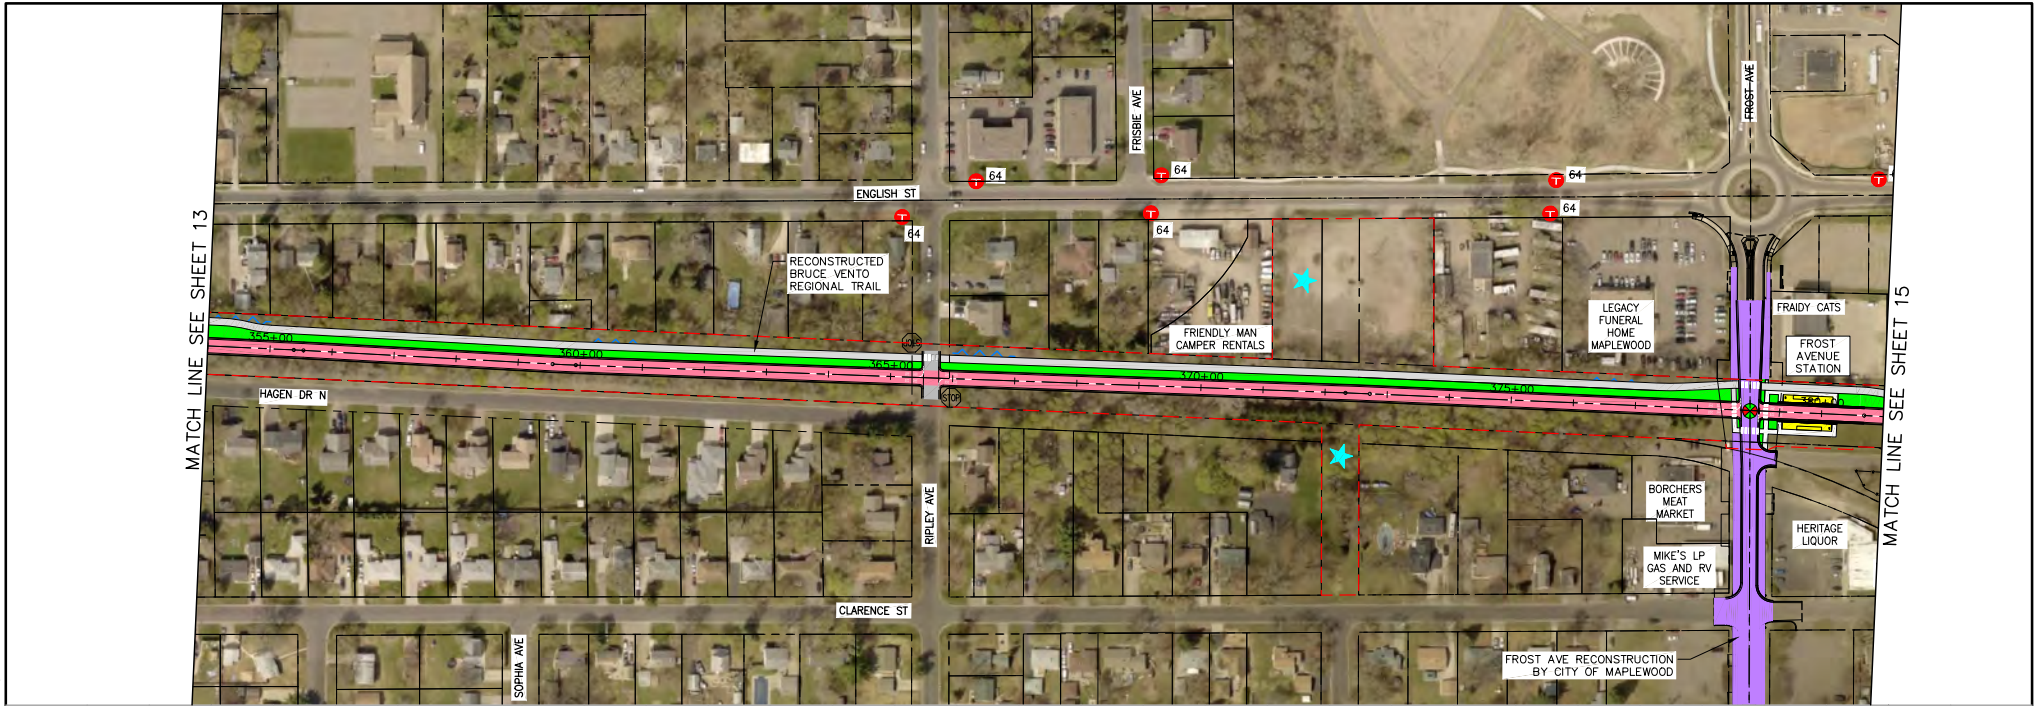 MATCH LINE SEE SHEET 13
ENGLISH ST
FRISBIE AVE
FROST AVE
64
64
64
64
64
64
RECONSTRUCTED
BRUCE VENTO
REGIONAL TRAIL
FRIENDLY MAN
CAMPER RENTALS
LEGACY
FUNERAL
HOME
MAPLEWOOD
FRAIDY CATS
FROST
AVENUE
STATION
355+00
360+00
365+00
370+00
375+00
380+00
STOP
STOP
HAGEN DR N
RIPLEY AVE
BORCHERS
MEAT
MARKET
HERITAGE
LIQUOR
MIKE'S LP
GAS AND RV
SERVICE
CLARENCE ST
SOPHIA AVE
FROST AVE RECONSTRUCTION
BY CITY OF MAPLEWOOD
MATCH LINE SEE SHEET 15